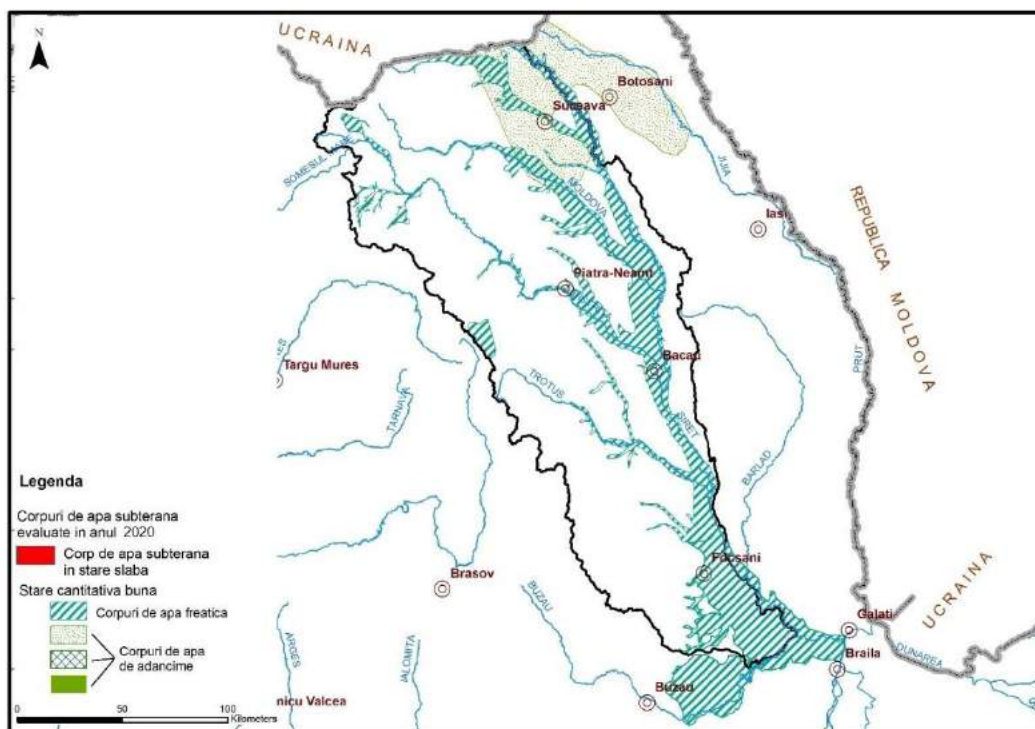 UCRAINA
N
Botosani
Suceava
JIJIA
SOMESUL
MOLDOVA
Iasi
REPUBLICA MOLDOVA
Piatra-Neamt
Targu Mures
Bacau
PRUT
TROTUS
TARNAVA
SIRET
BARLAD
Legenda
Corpuri de apa subterana
evaluate in anul 2020
Corp de apa subterana
in stare slaba
Stare cantitativa buna
Corpuri de apa freatica
Corpuri de apa
de adancime
Focsani
Brasov
BUZAU
Galati
UCRAINA
Braila
DUNAREA
ARGES
IALOMITA
Buzau
nicu Valcea
0 50 100
Kilometers